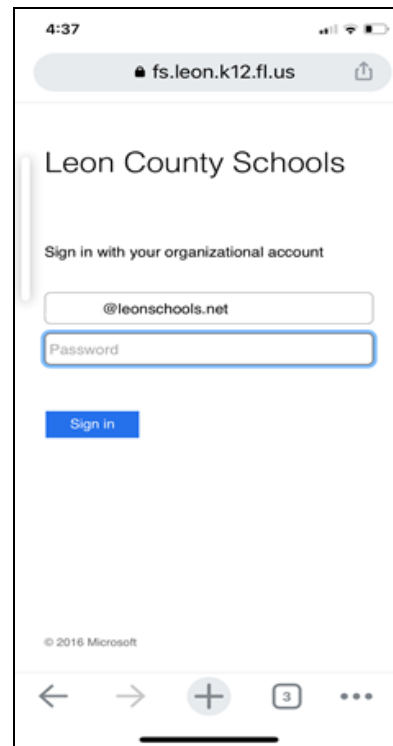 4:37
fs.leon.k12.fl.us
Leon County Schools
Sign in with your organizational account
@leonschools.net
Password
Sign in
© 2016 Microsoft
3